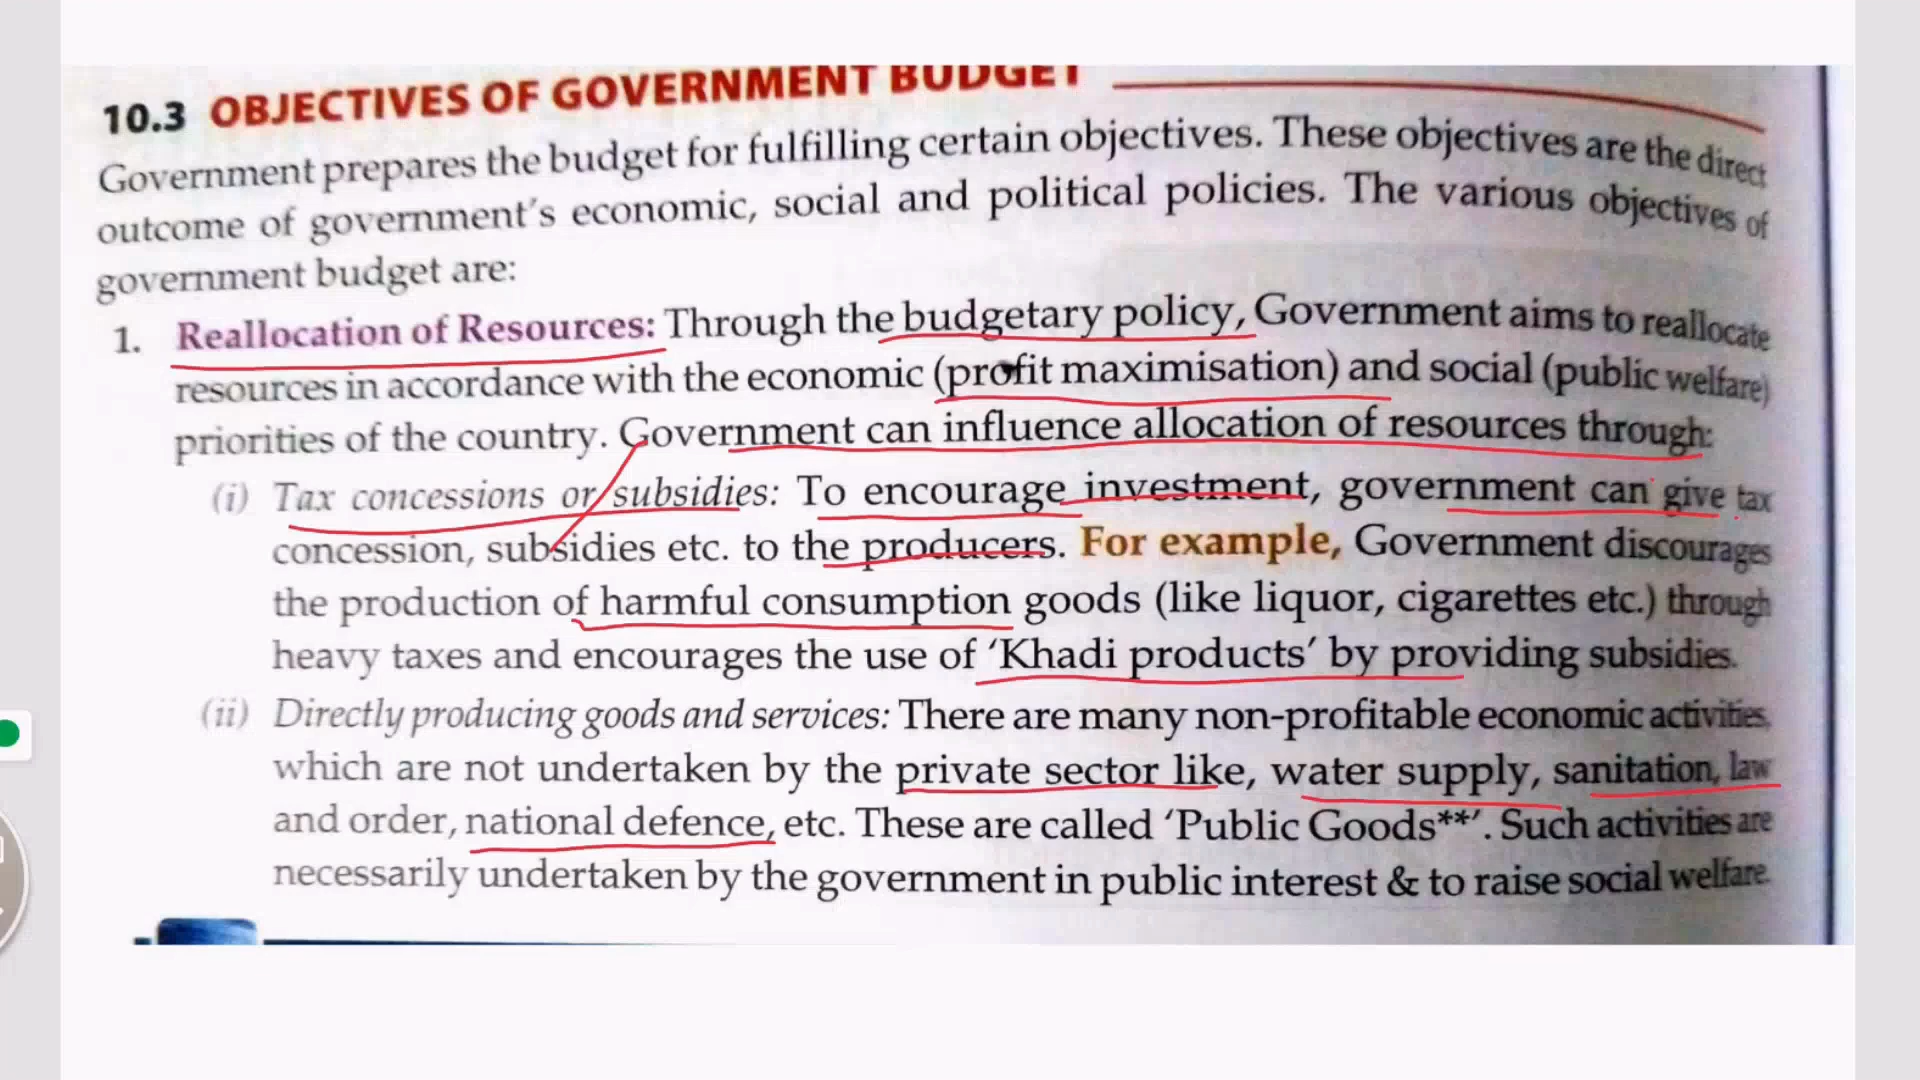 10.3 OBJECTIVES OF GOVERNMENT BUDGET
Government prepares the budget for fulfilling certain objectives. These objectives are the direct
outcome of government's economic, social and political policies. The various objectives of
government budget are:
1. Reallocation of Resources: Through the budgetary policy, Government aims to reallocate
resources in accordance with the economic (profit maximisation) and social (public welfare)
priorities of the country. Government can influence allocation of resources through:
(i) Tax concessions or subsidies: To encourage investment, government can give tax
concession, subsidies etc. to the producers. For example, Government discourages
the production of harmful consumption goods (like liquor, cigarettes etc.) through
heavy taxes and encourages the use of 'Khadi products' by providing subsidies.
(ii) Directly producing goods and services: There are many non-profitable economic activities,
which are not undertaken by the private sector like, water supply, sanitation, law
and order, national defence, etc. These are called 'Public Goods**'. Such activities are
necessarily undertaken by the government in public interest & to raise social welfare.